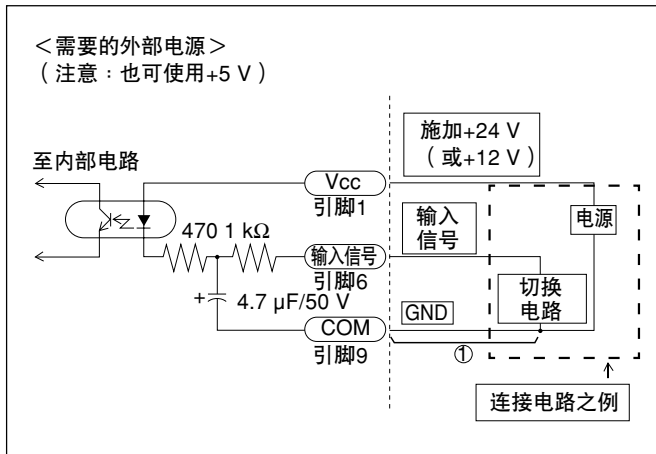 ＜需要的外部电源＞
（注意：也可使用+5 V）
施加+24 V
（或+12 V）
至内部电路
Vcc
引脚1
电源
输入
信号
470 1 kΩ
输入信号
引脚6
切换
电路
+
4.7 μF/50 V
GND
COM
引脚9
①
连接电路之例